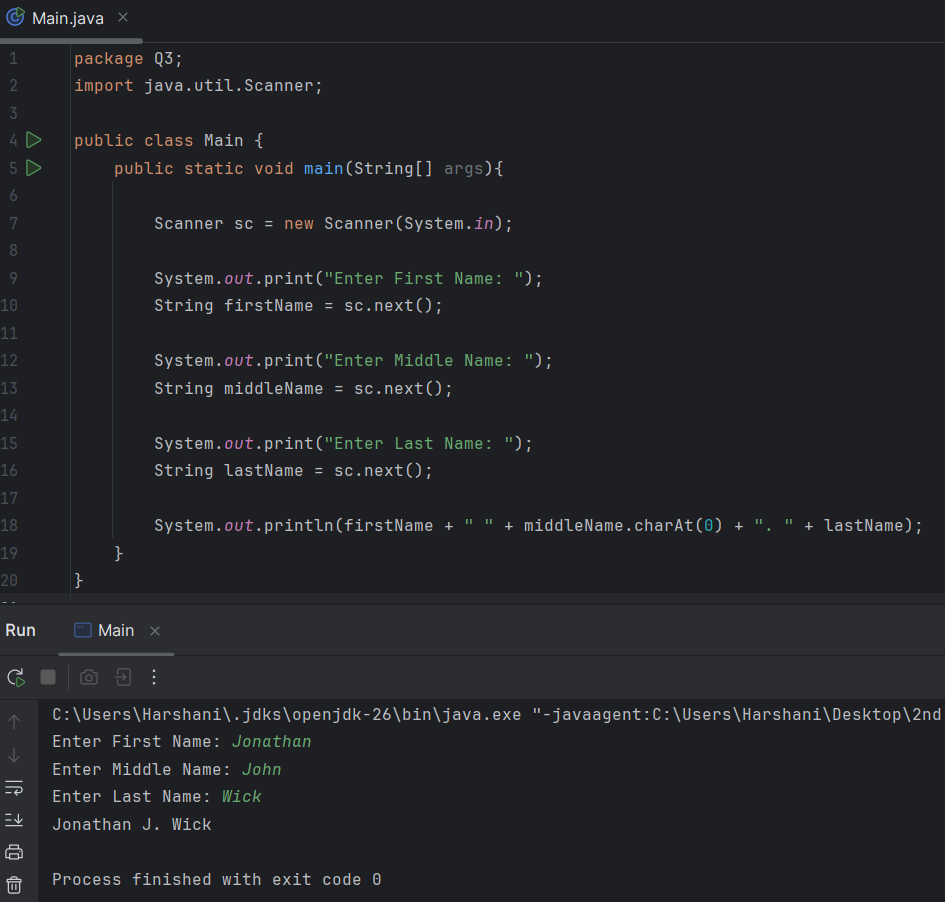 Main.java
1 package Q3;
2 import java.util.Scanner;
3
4 public class Main {
5     public static void main(String[] args){
6
7         Scanner sc = new Scanner(System.in);
8
9         System.out.print("Enter First Name: ");
10         String firstName = sc.next();
11
12         System.out.print("Enter Middle Name: ");
13         String middleName = sc.next();
14
15         System.out.print("Enter Last Name: ");
16         String lastName = sc.next();
17
18         System.out.println(firstName + " " + middleName.charAt(0) + ". " + lastName);
19     }
20 }
Run Main
C:\Users\Harshani\.jdks\openjdk-26\bin\java.exe "-javaagent:C:\Users\Harshani\Desktop\2nd
Enter First Name: Jonathan
Enter Middle Name: John
Enter Last Name: Wick
Jonathan J. Wick
Process finished with exit code 0